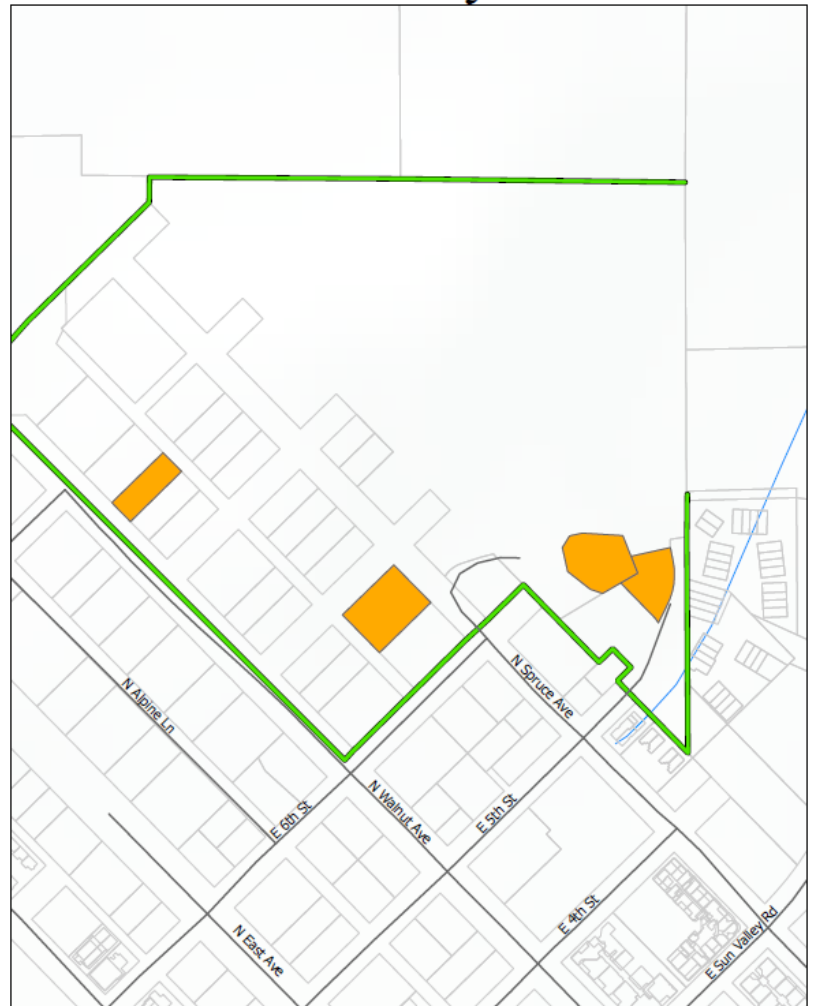 N Spruce Ave
N Alpine Ln
N Walnut Ave
E 5th St
E 6th St
E 4th St
N East Ave
E Sun Valley Rd